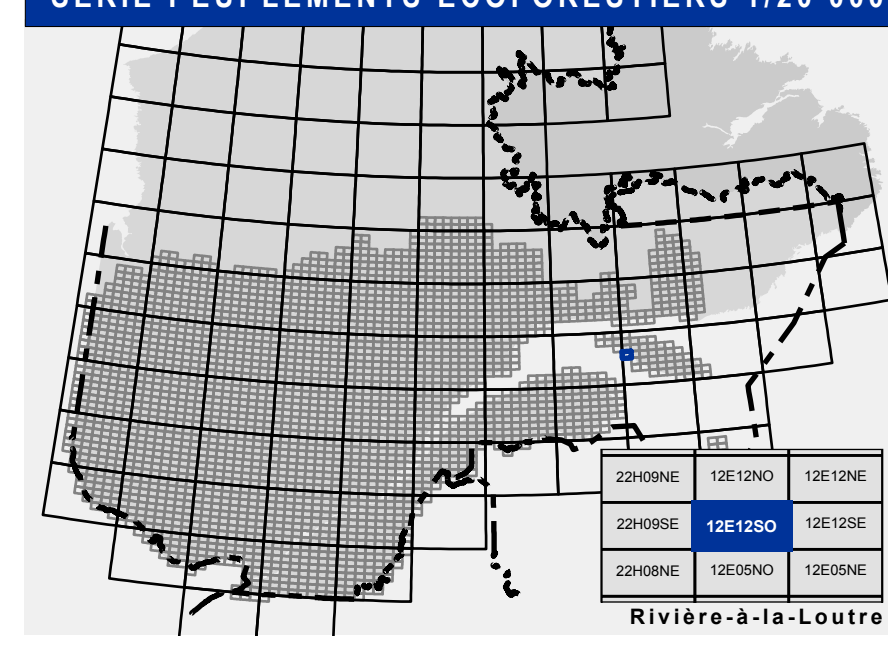 SÉRIE PEUPLEMENTS ÉCOFORESTIERS 1/20 000
22H09NE 12E12NO 12E12NE
22H09SE 12E12SO 12E12SE
22H08NE 12E05NO 12E05NE
Rivière-à-la-Loutre